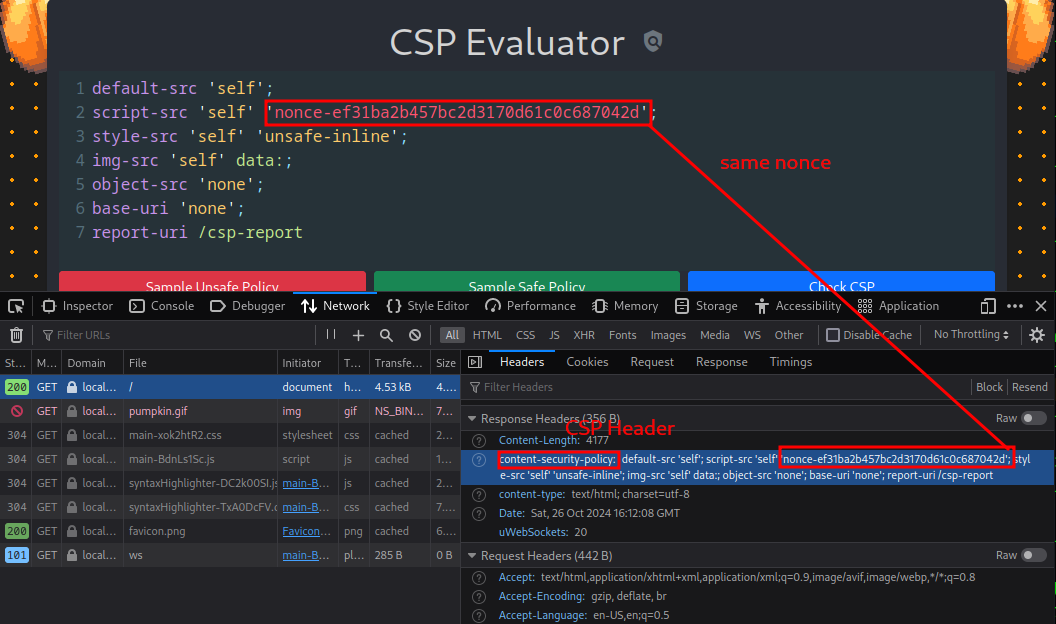 CSP Evaluator
1 default-src 'self';
2 script-src 'self' 'nonce-ef31ba2b457bc2d3170d61c0c687042d';
3 style-src 'self' 'unsafe-inline';
4 img-src 'self' data:;
5 object-src 'none';
6 base-uri 'none';
7 report-uri /csp-report
same nonce
Sample Unsafe Policy Sample Safe Policy Check CSP
Inspector Console Debugger Network Style Editor Performance Memory Storage Accessibility Application
Filter URLs All HTML CSS JS XHR Fonts Images Media WS Other Disable Cache No Throttling
St... M... Domain File Initiator T... Transfe... Size
Headers Cookies Request Response Timings
200 GET local... / document h... 4.53 kB 4....
Filter Headers Block Resend
GET local... pumpkin.gif img gif NS_BIN... 7...
304 GET local... main-xok2htR2.css stylesheet css cached 2...
304 GET local... main-BdnLs1Sc.js script js cached 1...
304 GET local... syntaxHighlighter-DC2k00SI.js main-B... js cached 2...
304 GET local... syntaxHighlighter-TxA0DcFV.c main-B... css cached 7....
200 GET local... favicon.png Favicon... png cached 6....
101 GET local... ws main-B... pl... 285 B 0 B
Response Headers (356 B) Raw
CSP Header
Content-Length: 4177
content-security-policy: default-src 'self'; script-src 'self' 'nonce-ef31ba2b457bc2d3170d61c0c687042d'; styl
e-src 'self' 'unsafe-inline'; img-src 'self' data:; object-src 'none'; base-uri 'none'; report-uri /csp-report
content-type: text/html; charset=utf-8
Date: Sat, 26 Oct 2024 16:12:08 GMT
uWebSockets: 20
Request Headers (442 B) Raw
Accept: text/html,application/xhtml+xml,application/xml;q=0.9,image/avif,image/webp,*/*;q=0.8
Accept-Encoding: gzip, deflate, br
Accept-Language: en-US,en;q=0.5